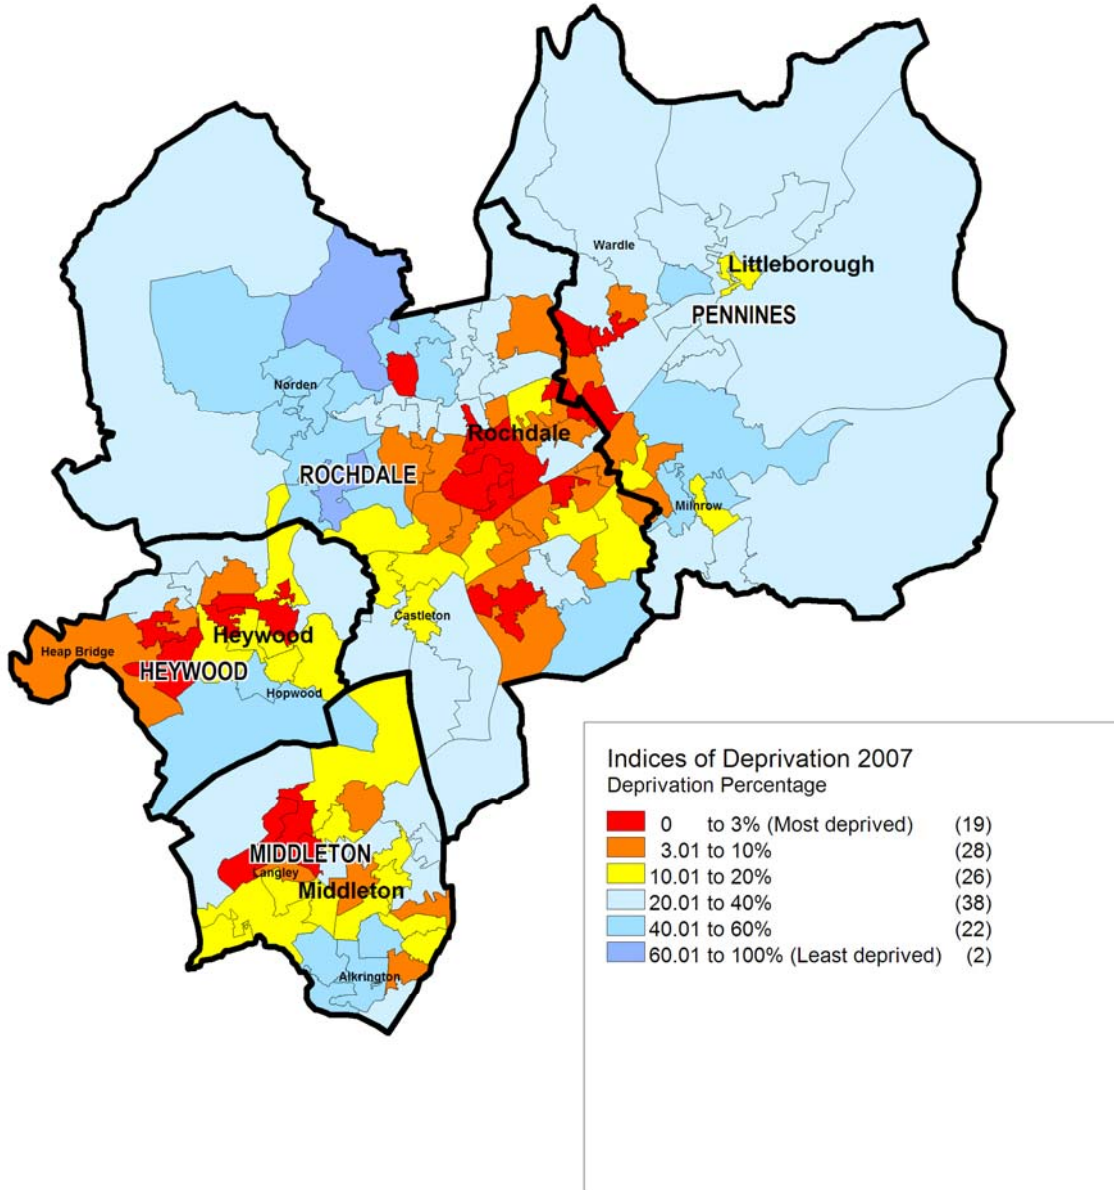 Wardle
Littleborough
PENNINES
Norden
Rochdale
ROCHDALE
Milnrow
Castleton
Heywood
Heap Bridge
HEYWOOD
Hopwood
MIDDLETON
Langley
Middleton
Alkrington
Indices of Deprivation 2007
Deprivation Percentage
0 to 3% (Most deprived) (19)
3.01 to 10% (28)
10.01 to 20% (26)
20.01 to 40% (38)
40.01 to 60% (22)
60.01 to 100% (Least deprived) (2)